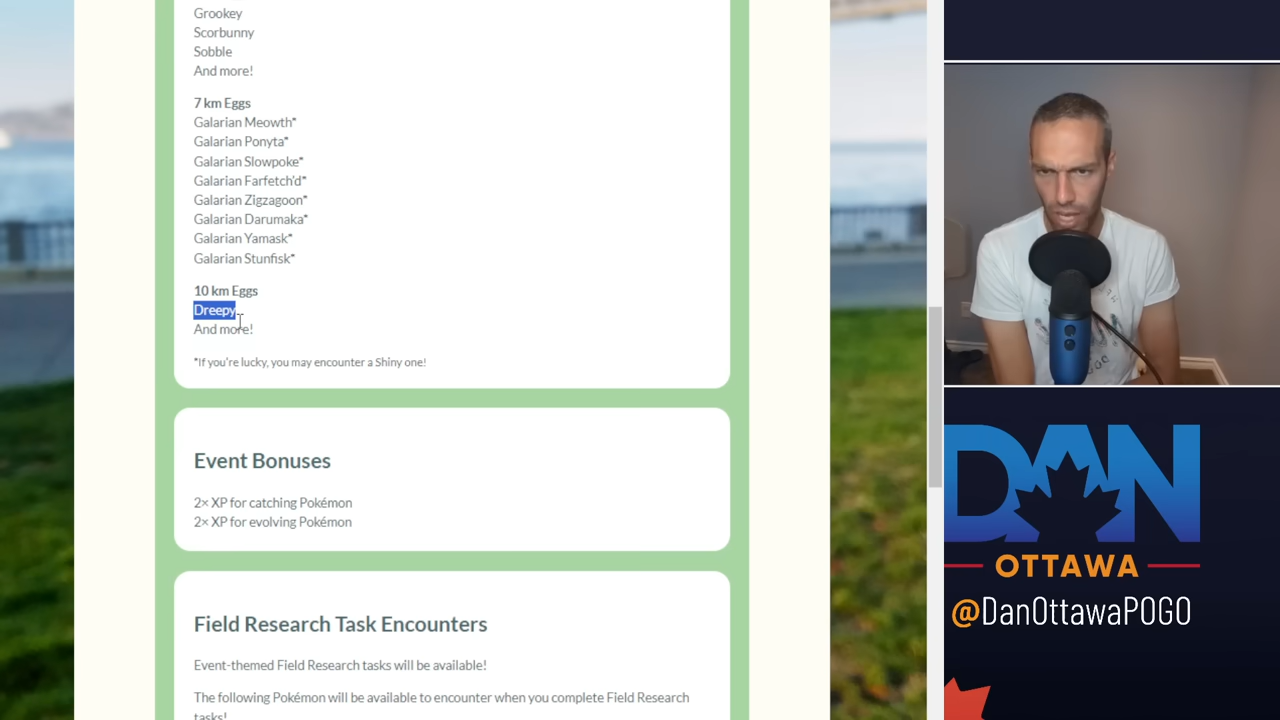 Grookey
Scorbunny
Sobble
And more!
7 km Eggs
Galarian Meowth*
Galarian Ponyta*
Galarian Slowpoke*
Galarian Farfetch'd*
Galarian Zigzagoon*
Galarian Darumaka*
Galarian Yamask*
Galarian Stunfisk*
10 km Eggs
Dreepy
And more!
*If you're lucky, you may encounter a Shiny one!
Event Bonuses
2× XP for catching Pokémon
2× XP for evolving Pokémon
Field Research Task Encounters
Event-themed Field Research tasks will be available!
The following Pokémon will be available to encounter when you complete Field Research
tasks!
DAN
OTTAWA
@DanOttawaPOGO